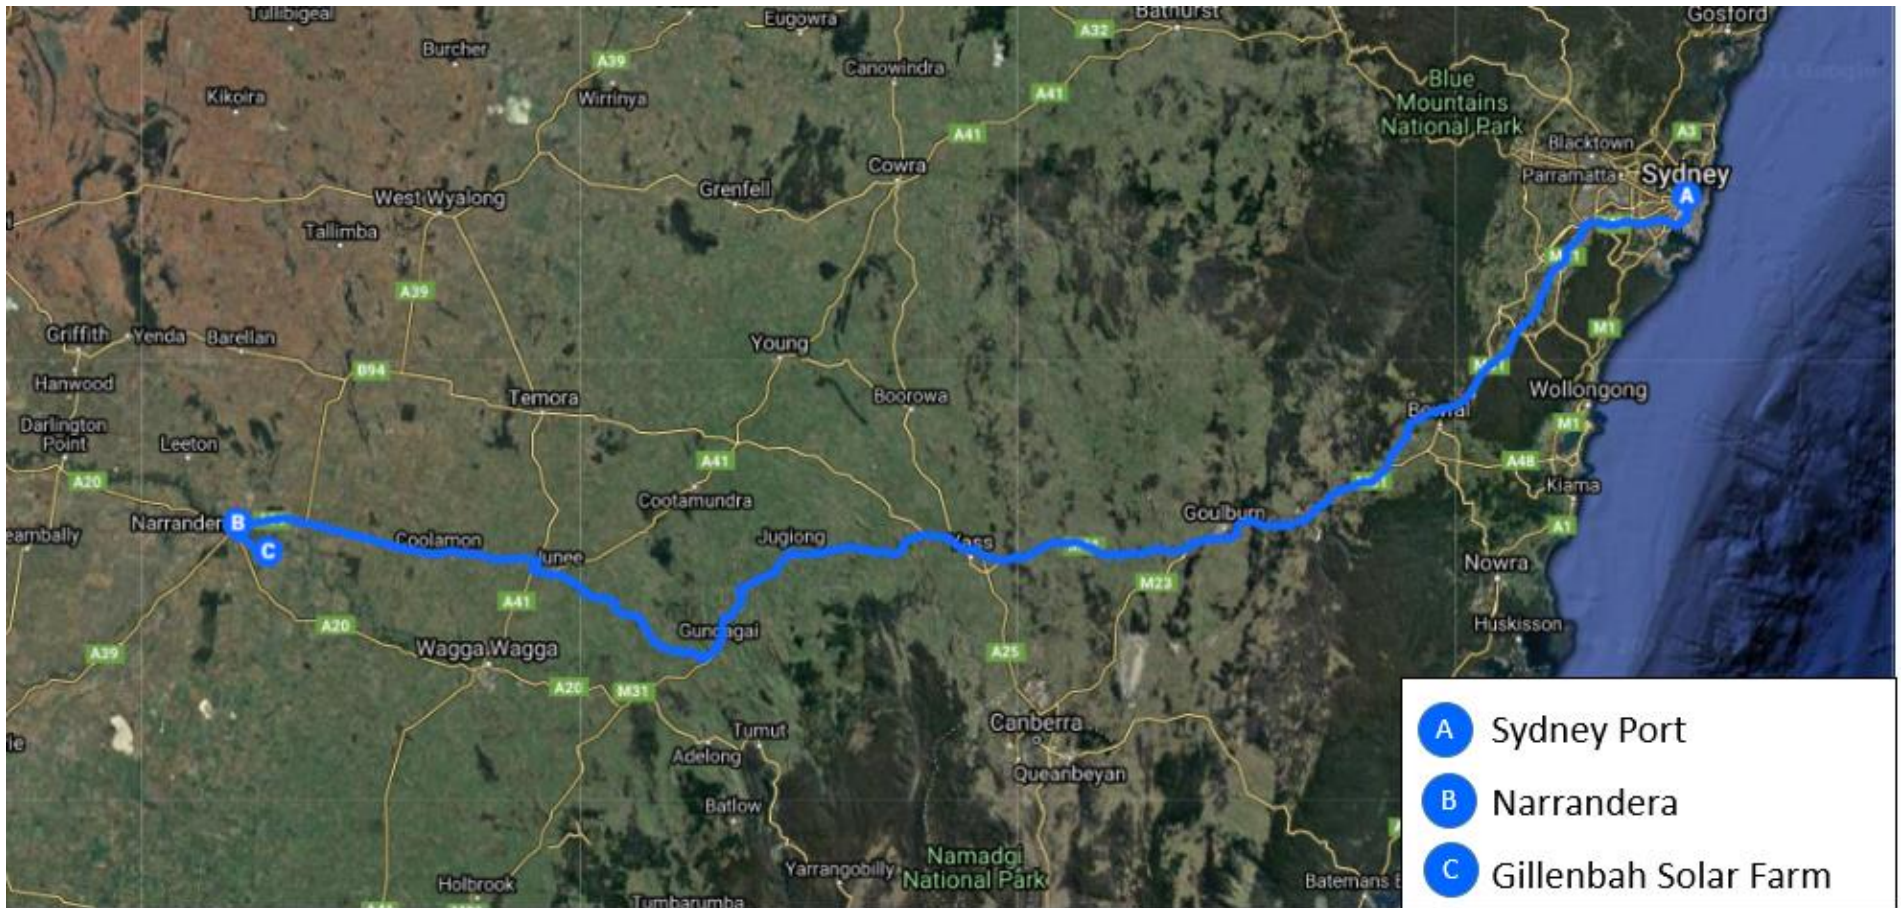 Tullibigeal
Eugowra
Bathurst
Gosford
A32
Burcher
A39
Canowindra
Blue
Mountains
National Park
Kikoira
Wirrinya
A41
A41
A3
Blacktown
Cowra
Parramatta
Sydney
A
West Wyalong
Grenfell
Tallimba
A39
M1
Griffith
Yenda
Barellan
Young
B94
Hanwood
Temora
Boorowa
Wollongong
Bowral
Darlington
Point
Leeton
M1
A41
A48
A20
Cootamundra
Kiama
Goulburn
Narrander
B
A1
Coolamon
Juglong
Yass
C
Junee
Nowra
M23
A41
A20
Gundagai
Huskisson
Wagga Wagga
A39
A25
A20
M31
Canberra
Tumut
Adelong
Queanbeyan
Batlow
Namadgi
National Park
Yarrangobilly
Holbrook
Batemans B
Tumbarumba
A Sydney Port
B Narrandera
C Gillenbah Solar Farm